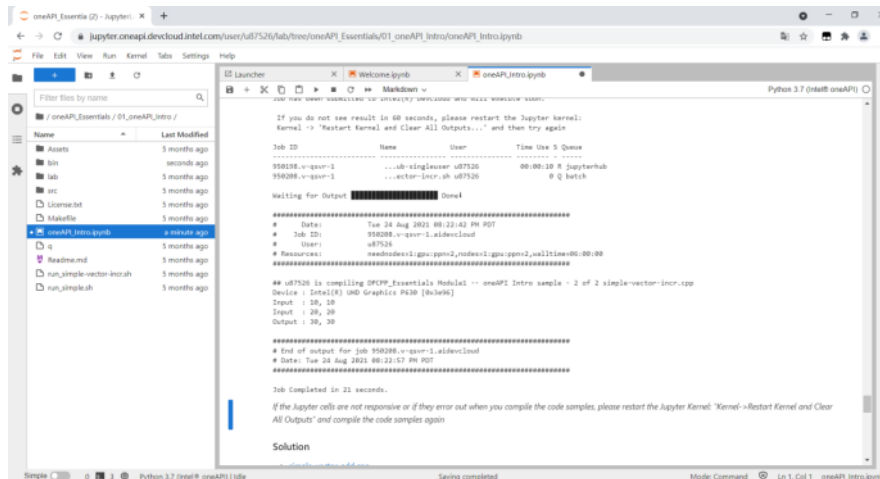 oneAPI_Essentia (2) - JupyterL
jupyter.oneapi.devcloud.intel.com/user/u87526/lab/tree/oneAPI_Essentials/01_oneAPI_Intro/oneAPI_Intro.ipynb
File Edit View Run Kernel Tabs Settings Help
Launcher
Welcome.ipynb
oneAPI_Intro.ipynb
Markdown
Python 3.7 (Intel® oneAPI)
Filter files by name
/ oneAPI_Essentials / 01_oneAPI_Intro /
Name Last Modified
Assets 5 months ago
bin seconds ago
lab 5 months ago
src 5 months ago
License.txt 5 months ago
Makefile 5 months ago
oneAPI_Intro.ipynb a minute ago
q 5 months ago
Readme.md 5 months ago
run_simple-vector-incr.sh 5 months ago
run_simple.sh 5 months ago
Job has been submitted to Intel(R) DevCloud and will execute soon.
If you do not see result in 60 seconds, please restart the Jupyter kernel:
Kernel -> 'Restart Kernel and Clear All Outputs...' and then try again
Job ID Name User Time Use S Queue
950198.v-qsvr-1 ...ub-singleuser u87526 00:00:10 R jupyterhub
950208.v-qsvr-1 ...ector-incr.sh u87526 0 Q batch
Waiting for Output Done!
########################################################################
# Date: Tue 24 Aug 2021 08:22:42 PM PDT
# Job ID: 950208.v-qsvr-1.aidevcloud
# User: u87526
# Resources: neednodes=1:gpu:ppn=2,nodes=1:gpu:ppn=2,walltime=06:00:00
########################################################################
## u87526 is compiling DPCPP_Essentials Module1 -- oneAPI Intro sample - 2 of 2 simple-vector-incr.cpp
Device : Intel(R) UHD Graphics P630 [0x3e96]
Input : 10, 10
Input : 20, 20
Output : 30, 30
########################################################################
# End of output for job 950208.v-qsvr-1.aidevcloud
# Date: Tue 24 Aug 2021 08:22:57 PM PDT
########################################################################
Job Completed in 21 seconds.
If the Jupyter cells are not responsive or if they error out when you compile the code samples, please restart the Jupyter Kernel: "Kernel->Restart Kernel and Clear
All Outputs" and compile the code samples again
Solution
Simple 0 1 Python 3.7 (Intel® oneAPI) | Idle Saving completed Mode: Command Ln 1, Col 1 oneAPI_Intro.ipynb